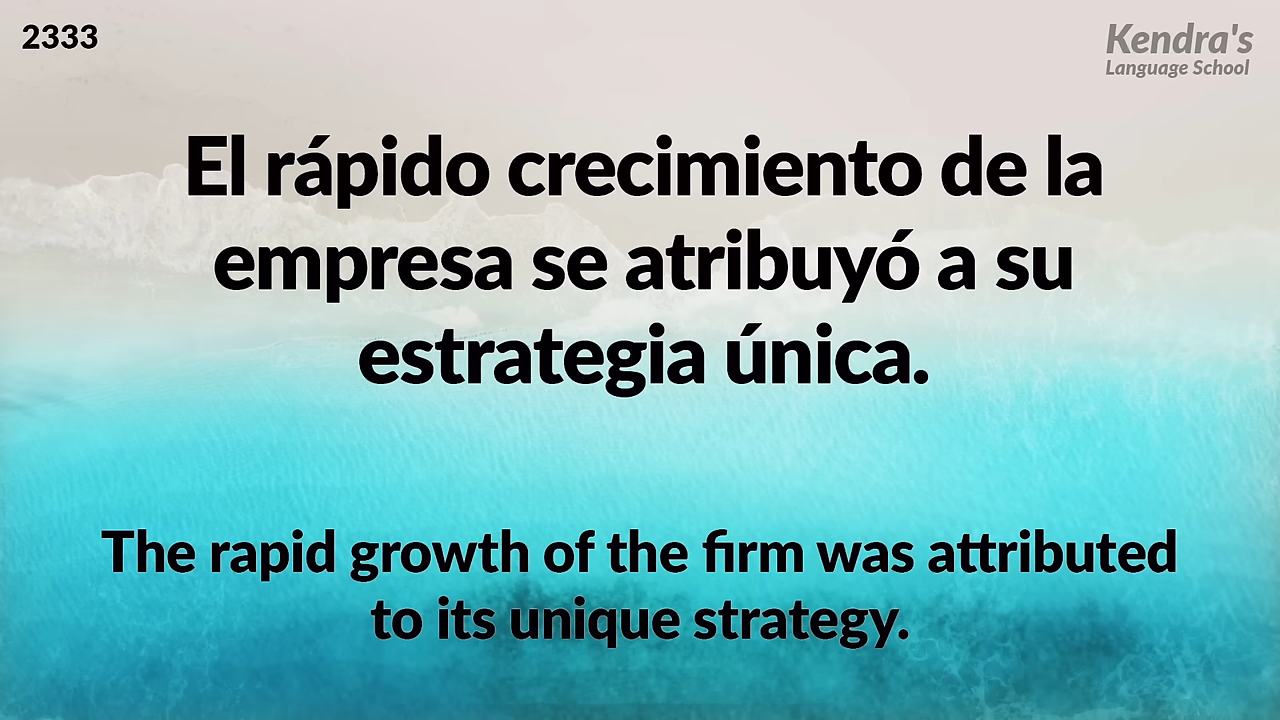 2333
Kendra's
Language School
El rápido crecimiento de la
empresa se atribuyó a su
estrategia única.
The rapid growth of the firm was attributed
to its unique strategy.